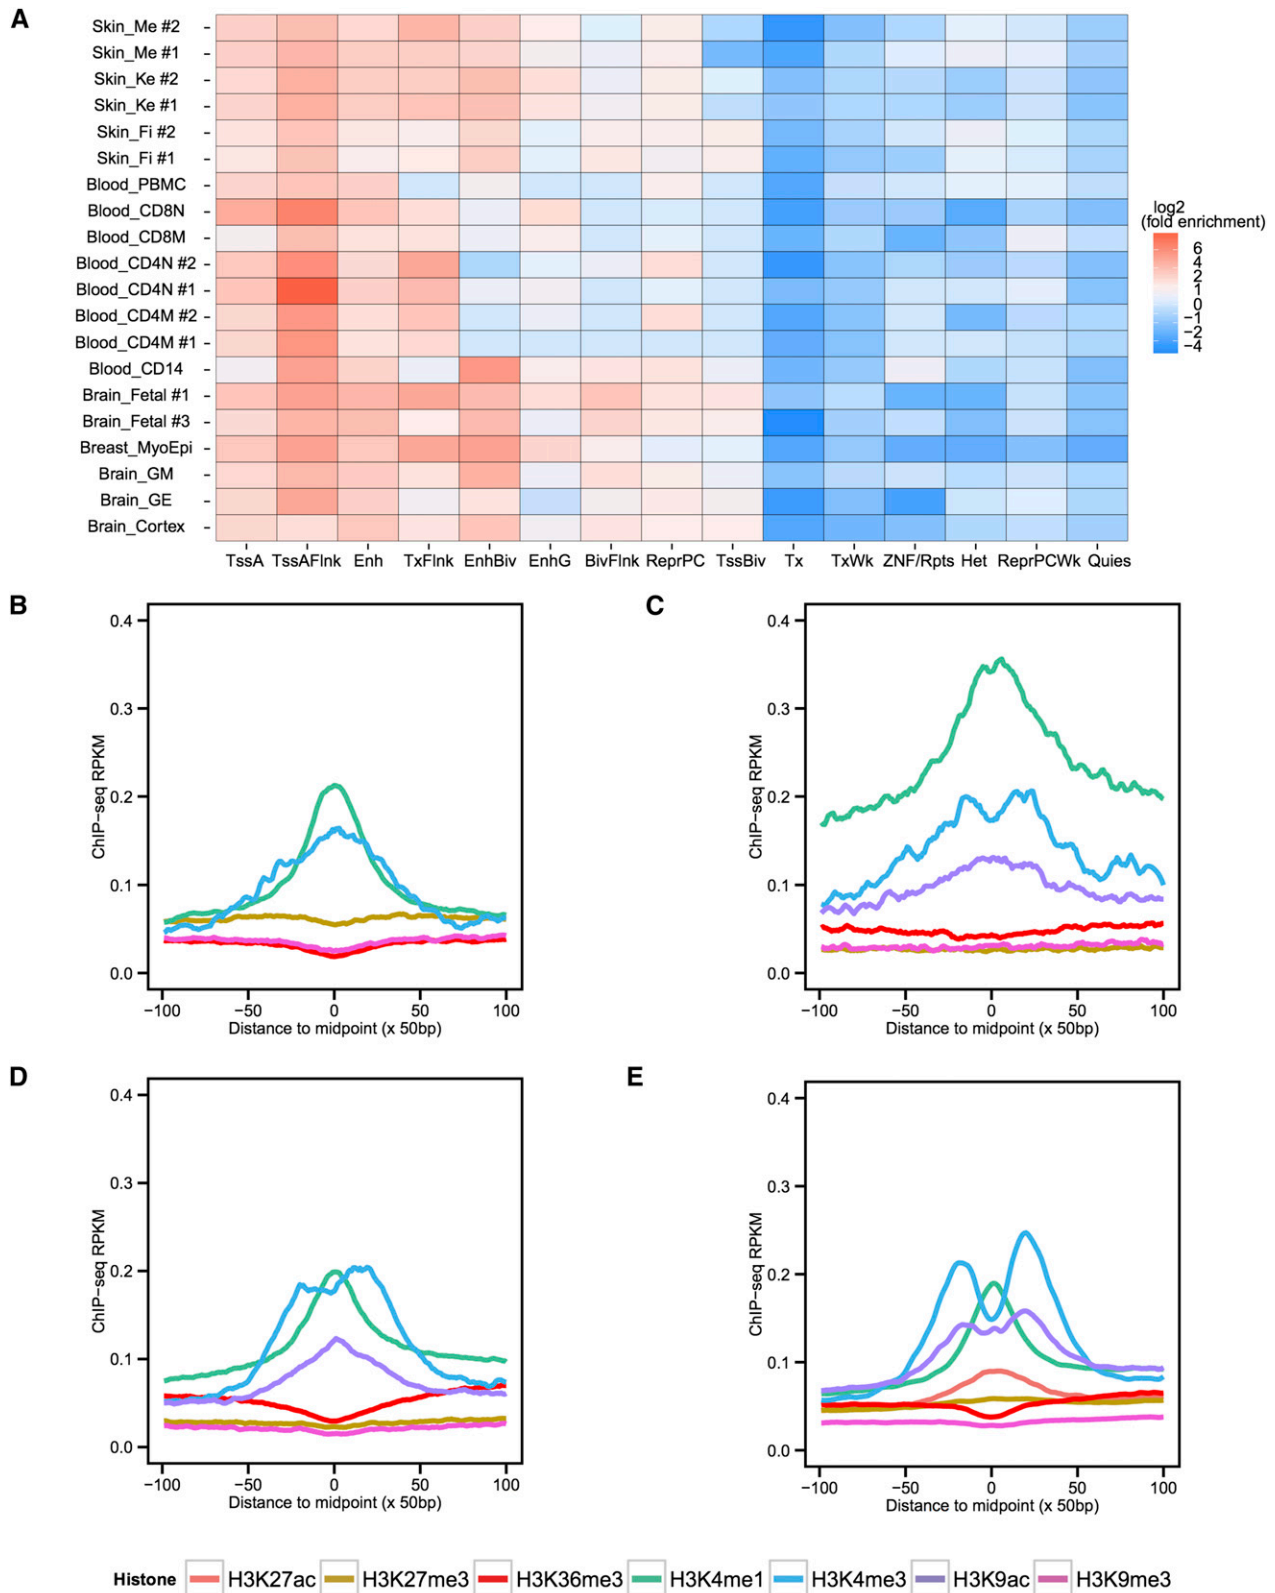 A
Skin_Me #2
Skin_Me #1
Skin_Ke #2
Skin_Ke #1
Skin_Fi #2
Skin_Fi #1
Blood_PBMC
Blood_CD8N
Blood_CD8M
Blood_CD4N #2
Blood_CD4N #1
Blood_CD4M #2
Blood_CD4M #1
Blood_CD14
Brain_Fetal #1
Brain_Fetal #3
Breast_MyoEpi
Brain_GM
Brain_GE
Brain_Cortex
TssA TssAFlnk Enh TxFlnk EnhBiv EnhG BivFlnk ReprPC TssBiv Tx TxWk ZNF/Rpts Het ReprPCWk Quies
log2
(fold enrichment)
6
4
2
1
0
−1
−2
−4
B
ChIP−seq RPKM
0.4
0.3
0.2
0.1
0.0
−100 −50 0 50 100
Distance to midpoint (x 50bp)
C
ChIP−seq RPKM
0.4
0.3
0.2
0.1
0.0
−100 −50 0 50 100
Distance to midpoint (x 50bp)
D
ChIP−seq RPKM
0.4
0.3
0.2
0.1
0.0
−100 −50 0 50 100
Distance to midpoint (x 50bp)
E
ChIP−seq RPKM
0.4
0.3
0.2
0.1
0.0
−100 −50 0 50 100
Distance to midpoint (x 50bp)
Histone H3K27ac H3K27me3 H3K36me3 H3K4me1 H3K4me3 H3K9ac H3K9me3